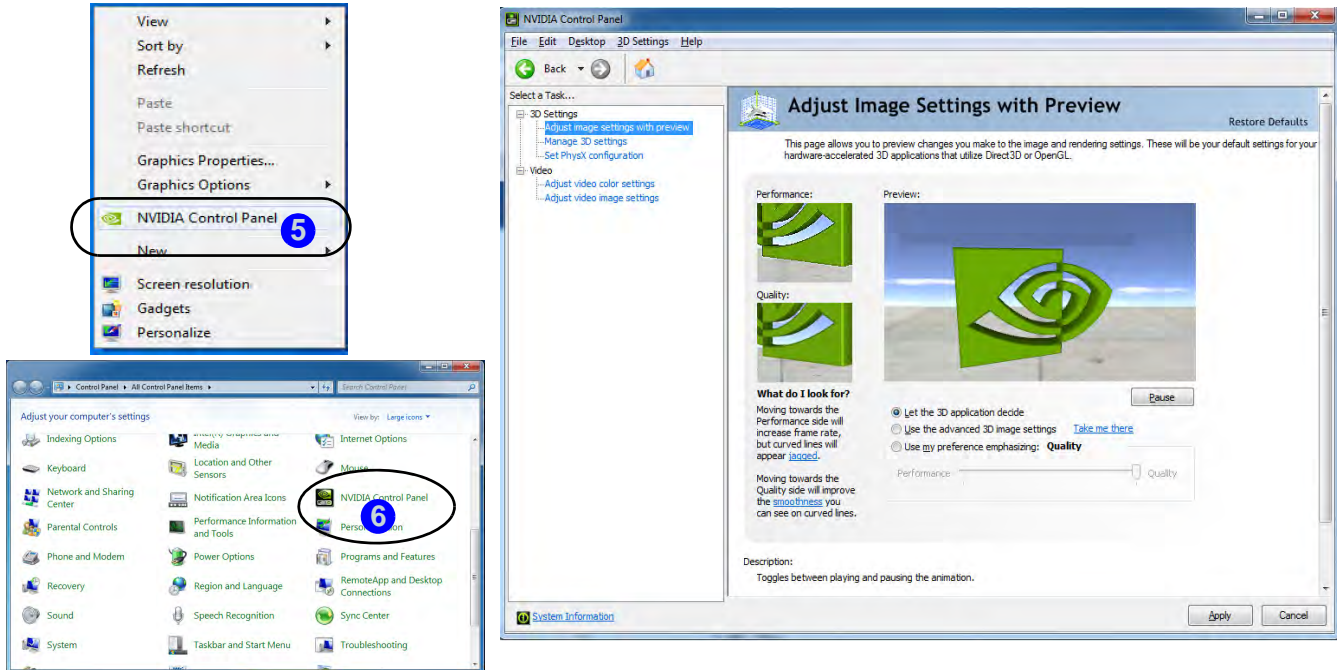 View
Sort by
Refresh
Paste
Paste shortcut
Graphics Properties...
Graphics Options
NVIDIA Control Panel
5
New
Screen resolution
Gadgets
Personalize
Control Panel
All Control Panel Items
Search Control Panel
Adjust your computer's settings
View by: Large icons
Indexing Options
Media
Internet Options
Keyboard
Location and Other
Sensors
Mouse
Network and Sharing
Center
Notification Area Icons
NVIDIA Control Panel
6
Parental Controls
Performance Information
and Tools
Phone and Modem
Power Options
Programs and Features
Recovery
Region and Language
RemoteApp and Desktop
Connections
Sound
Speech Recognition
Sync Center
System
Taskbar and Start Menu
Troubleshooting
NVIDIA Control Panel
File Edit Desktop 3D Settings Help
Back
Select a Task...
3D Settings
Adjust image settings with preview
Manage 3D settings
Set PhysX configuration
Video
Adjust video color settings
Adjust video image settings
Adjust Image Settings with Preview
Restore Defaults
This page allows you to preview changes you make to the image and rendering settings. These will be your default settings for your
hardware-accelerated 3D applications that utilize Direct3D or OpenGL.
Performance:
Preview:
Quality:
What do I look for?
Moving towards the
Performance side will
increase frame rate,
but curved lines will
appear jagged.
Moving towards the
Quality side will improve
the smoothness you
can see on curved lines.
Pause
Let the 3D application decide
Use the advanced 3D image settings Take me there
Use my preference emphasizing: Quality
Performance
Quality
Description:
Toggles between playing and pausing the animation.
System Information
Apply
Cancel